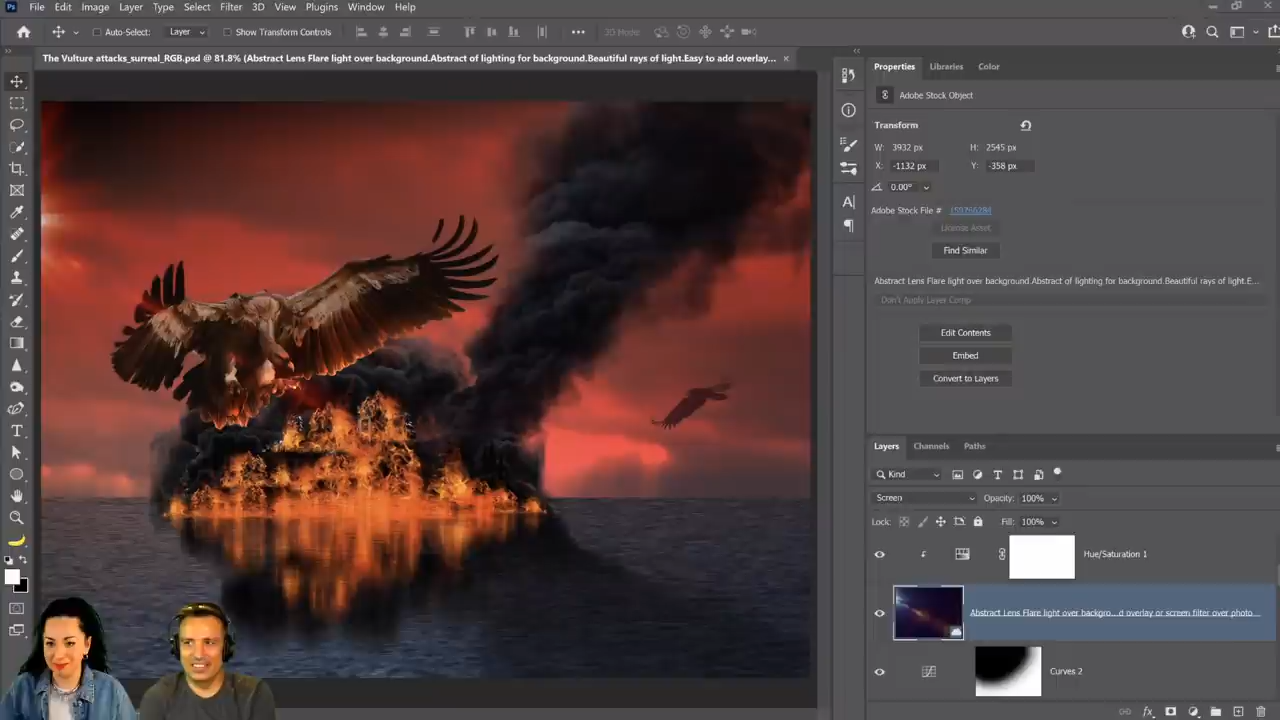 Ps File Edit Image Layer Type Select Filter 3D View Plugins Window Help
Auto-Select: Layer Show Transform Controls 3D Mode:
The Vulture attacks_surreal_RGB.psd @ 81.8% (Abstract Lens Flare light over background.Abstract of lighting for background.Beautiful rays of light.Easy to add overlay...
Properties Libraries Color
Adobe Stock Object
Transform
W: 3932 px H: 2545 px
X: -1132 px Y: -358 px
0.00°
Adobe Stock File #
License Asset
Find Similar
Abstract Lens Flare light over background.Abstract of lighting for background.Beautiful rays of light.E...
Don't Apply Layer Comp
Edit Contents
Embed
Convert to Layers
Layers Channels Paths
Kind
Screen Opacity: 100%
Lock: Fill: 100%
Hue/Saturation 1
Abstract Lens Flare light over backgro...d overlay or screen filter over photo...
Curves 2
fx